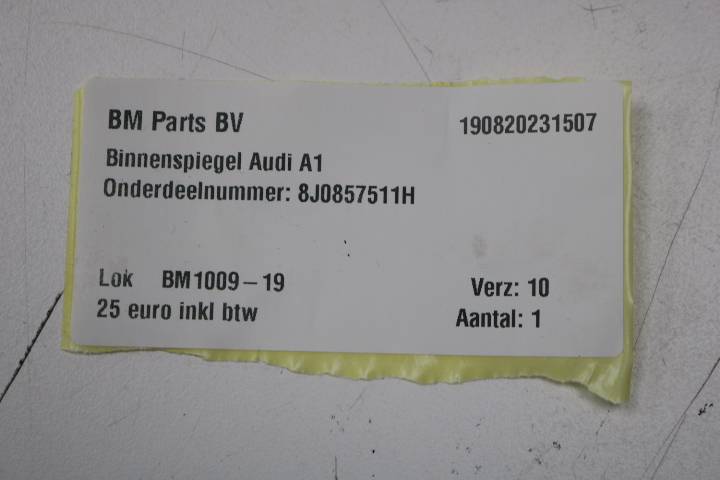 BM Parts BV 190820231507
Binnenspiegel Audi A1
Onderdeelnummer: 8J0857511H
Lok BM1009-19 Verz: 10
25 euro inkl btw Aantal: 1